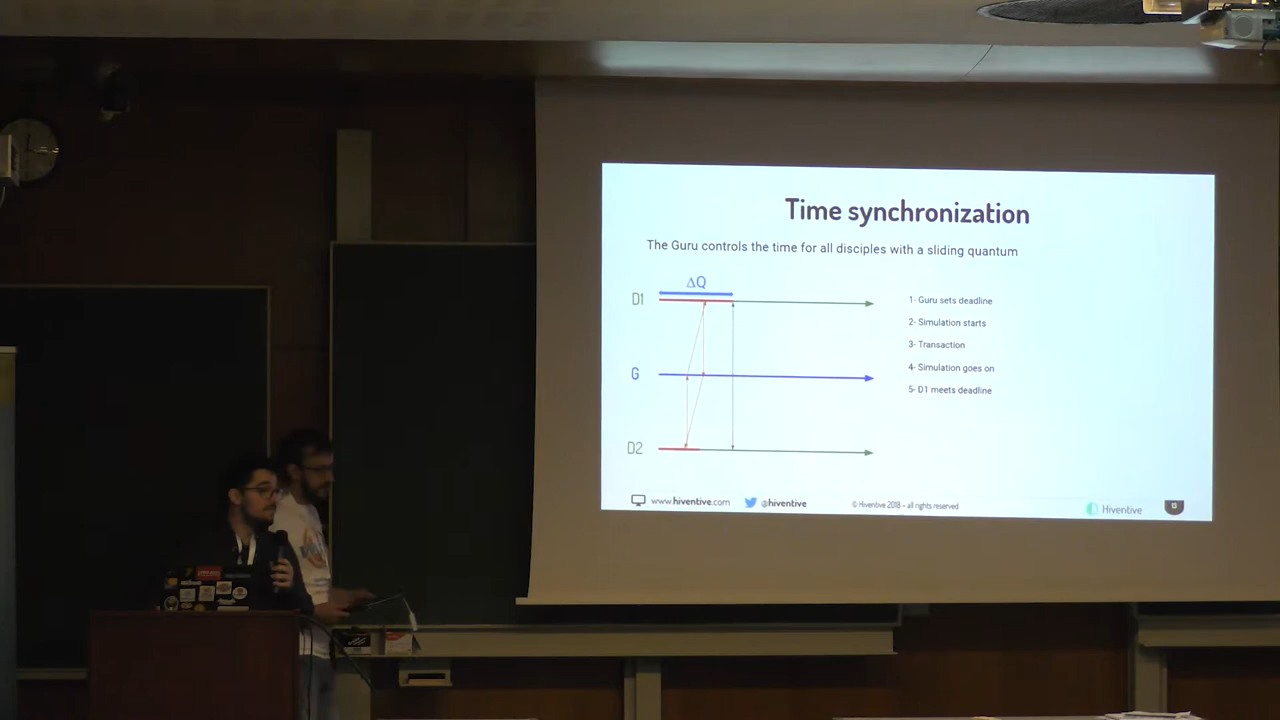 Time synchronization
The Guru controls the time for all disciples with a sliding quantum
ΔQ
D1
G
D2
1- Guru sets deadline
2- Simulation starts
3- Transaction
4- Simulation goes on
5- D1 meets deadline
www.hiventive.com
@hiventive
© Hiventive 2018 – all rights reserved
Hiventive